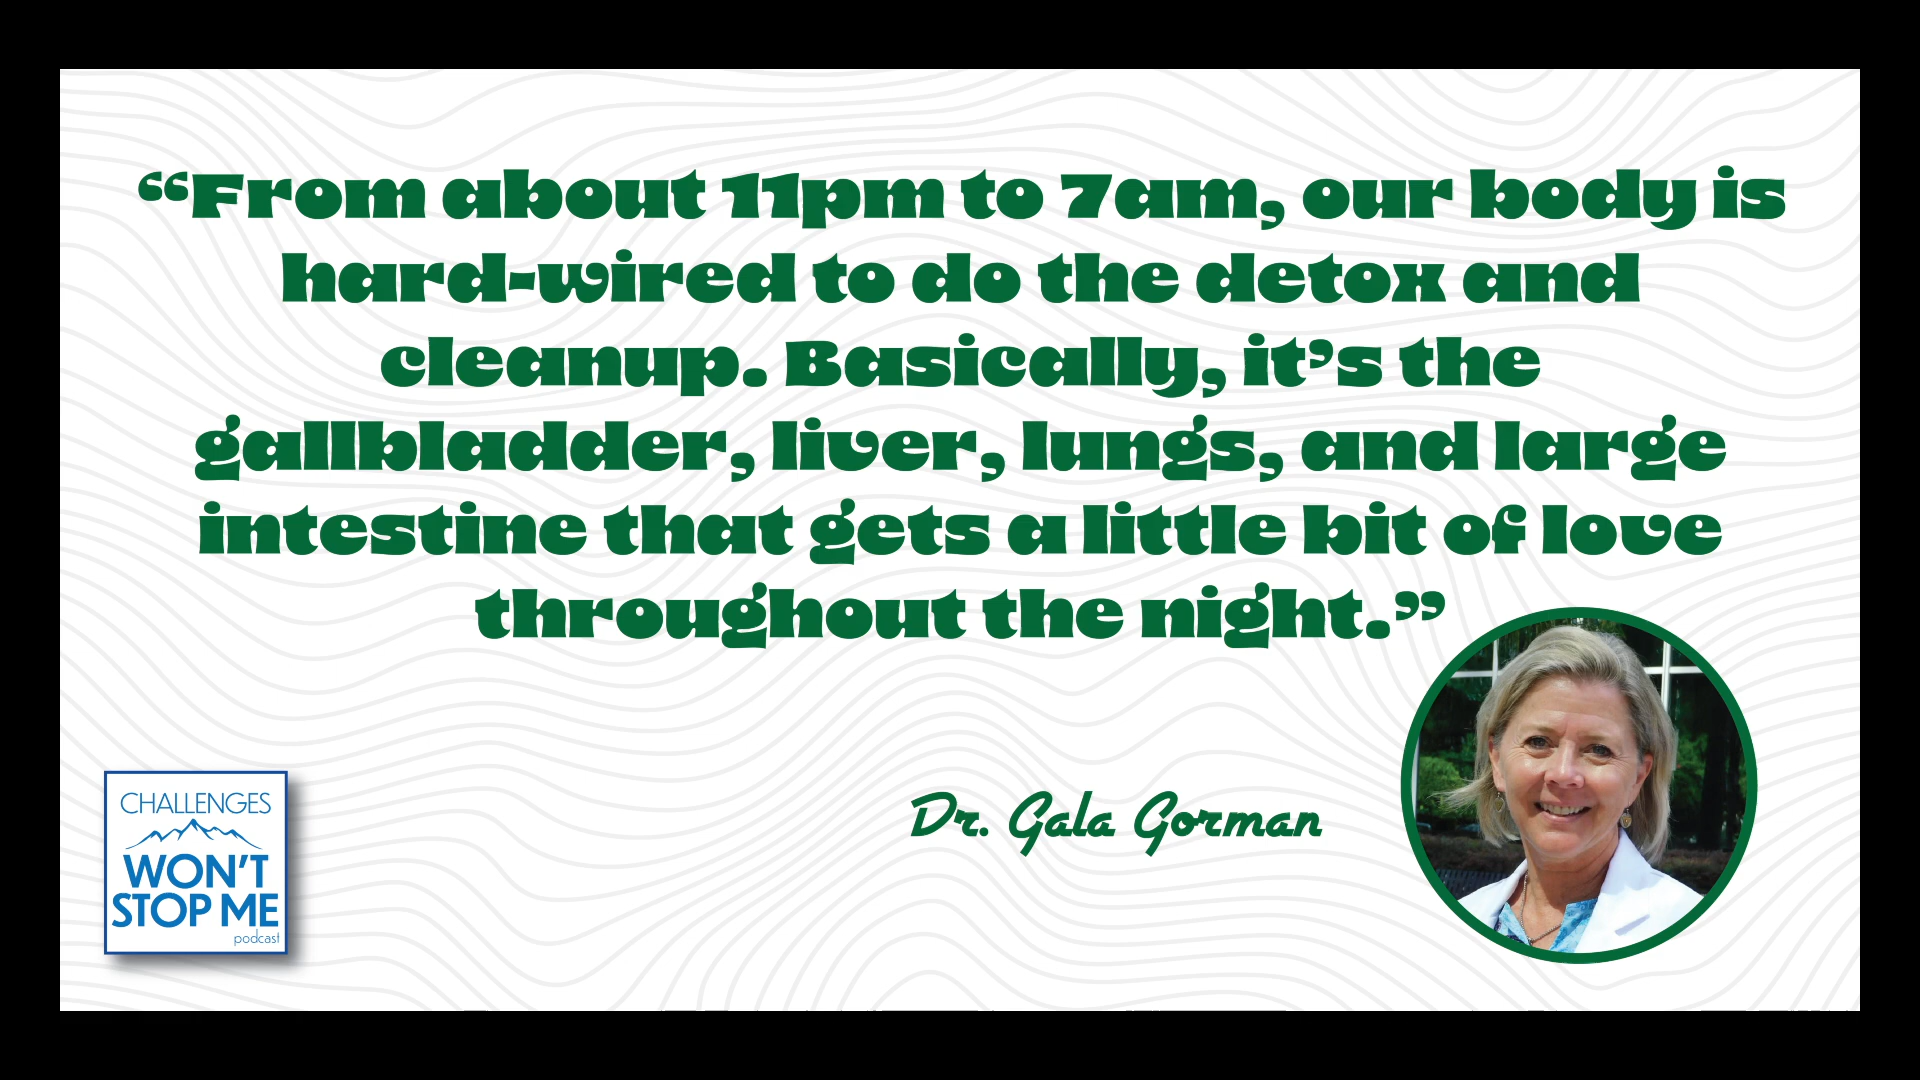 “From about 11pm to 7am, our body is
hard-wired to do the detox and
cleanup. Basically, it’s the
gallbladder, liver, lungs, and large
intestine that gets a little bit of love
throughout the night.”
Dr. Gala Gorman
CHALLENGES
WON'T
STOP ME
podcast